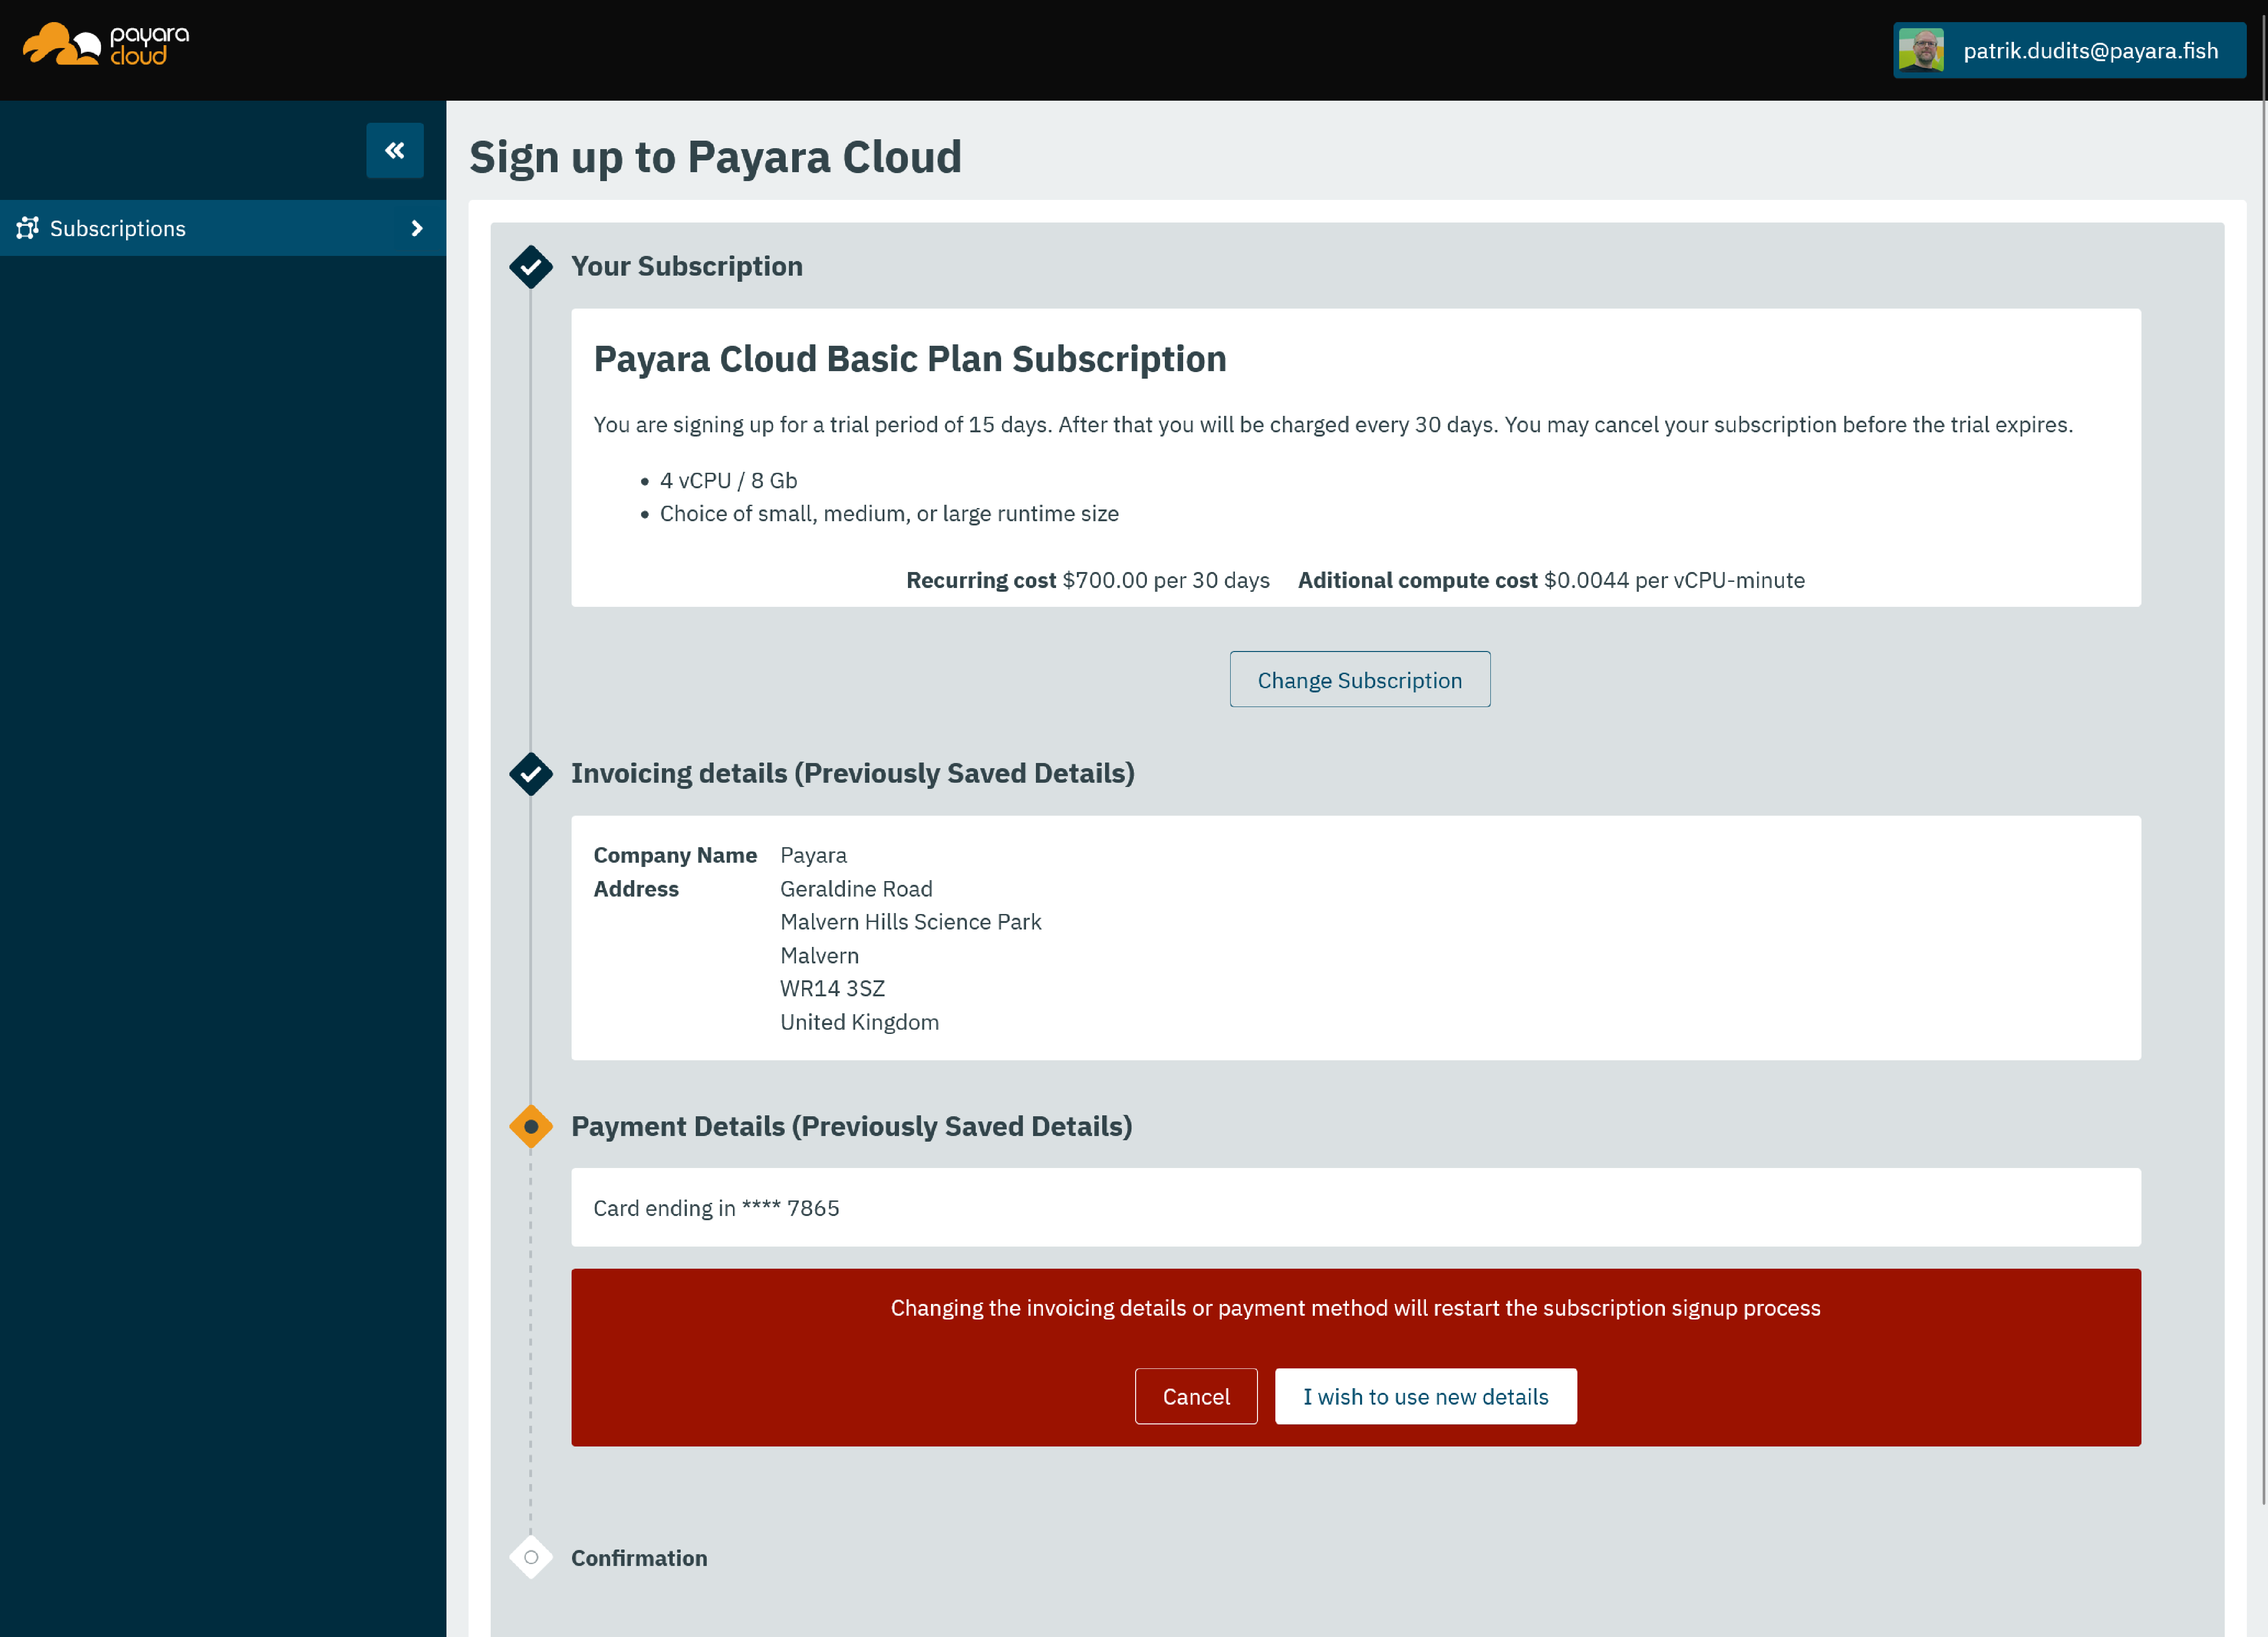 payara
cloud
patrik.dudits@payara.fish
Subscriptions
Sign up to Payara Cloud
Your Subscription
Payara Cloud Basic Plan Subscription
You are signing up for a trial period of 15 days. After that you will be charged every 30 days. You may cancel your subscription before the trial expires.
• 4 vCPU / 8 Gb
• Choice of small, medium, or large runtime size
Recurring cost $700.00 per 30 days Aditional compute cost $0.0044 per vCPU-minute
Change Subscription
Invoicing details (Previously Saved Details)
Company Name Payara
Address Geraldine Road
Malvern Hills Science Park
Malvern
WR14 3SZ
United Kingdom
Payment Details (Previously Saved Details)
Card ending in **** 7865
Changing the invoicing details or payment method will restart the subscription signup process
Cancel I wish to use new details
Confirmation